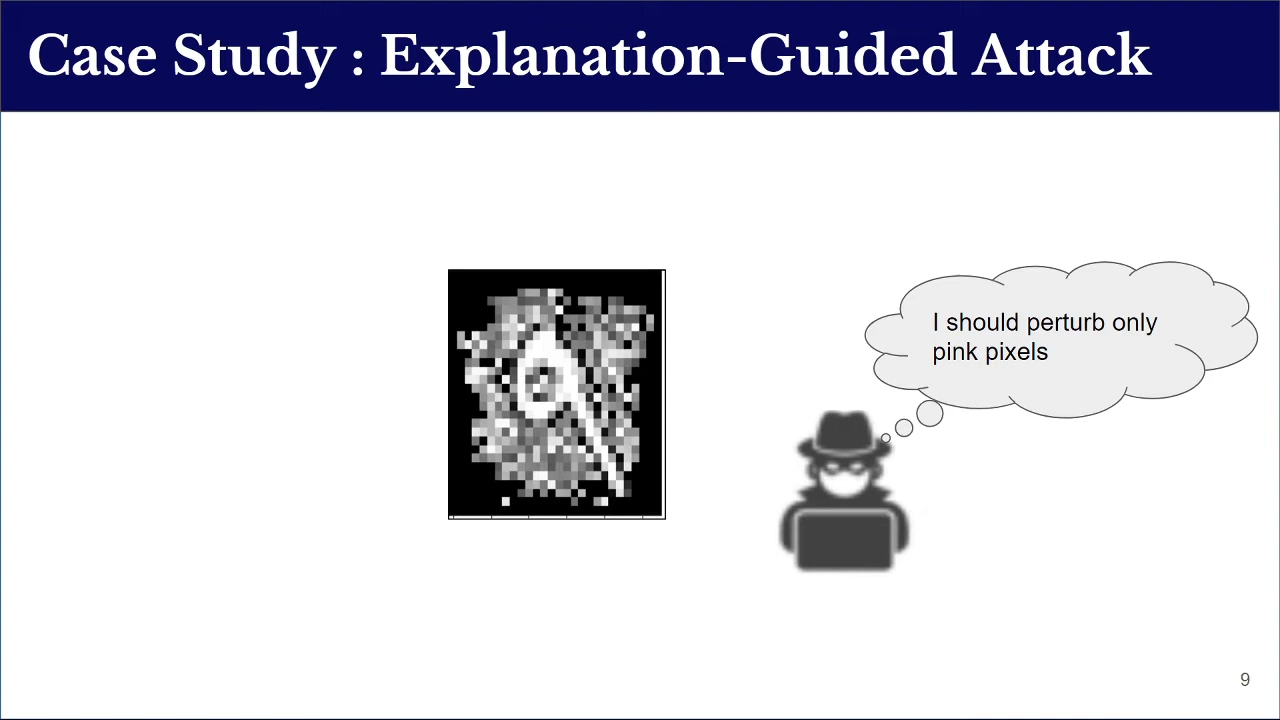 Case Study : Explanation-Guided Attack
I should perturb only
pink pixels
9